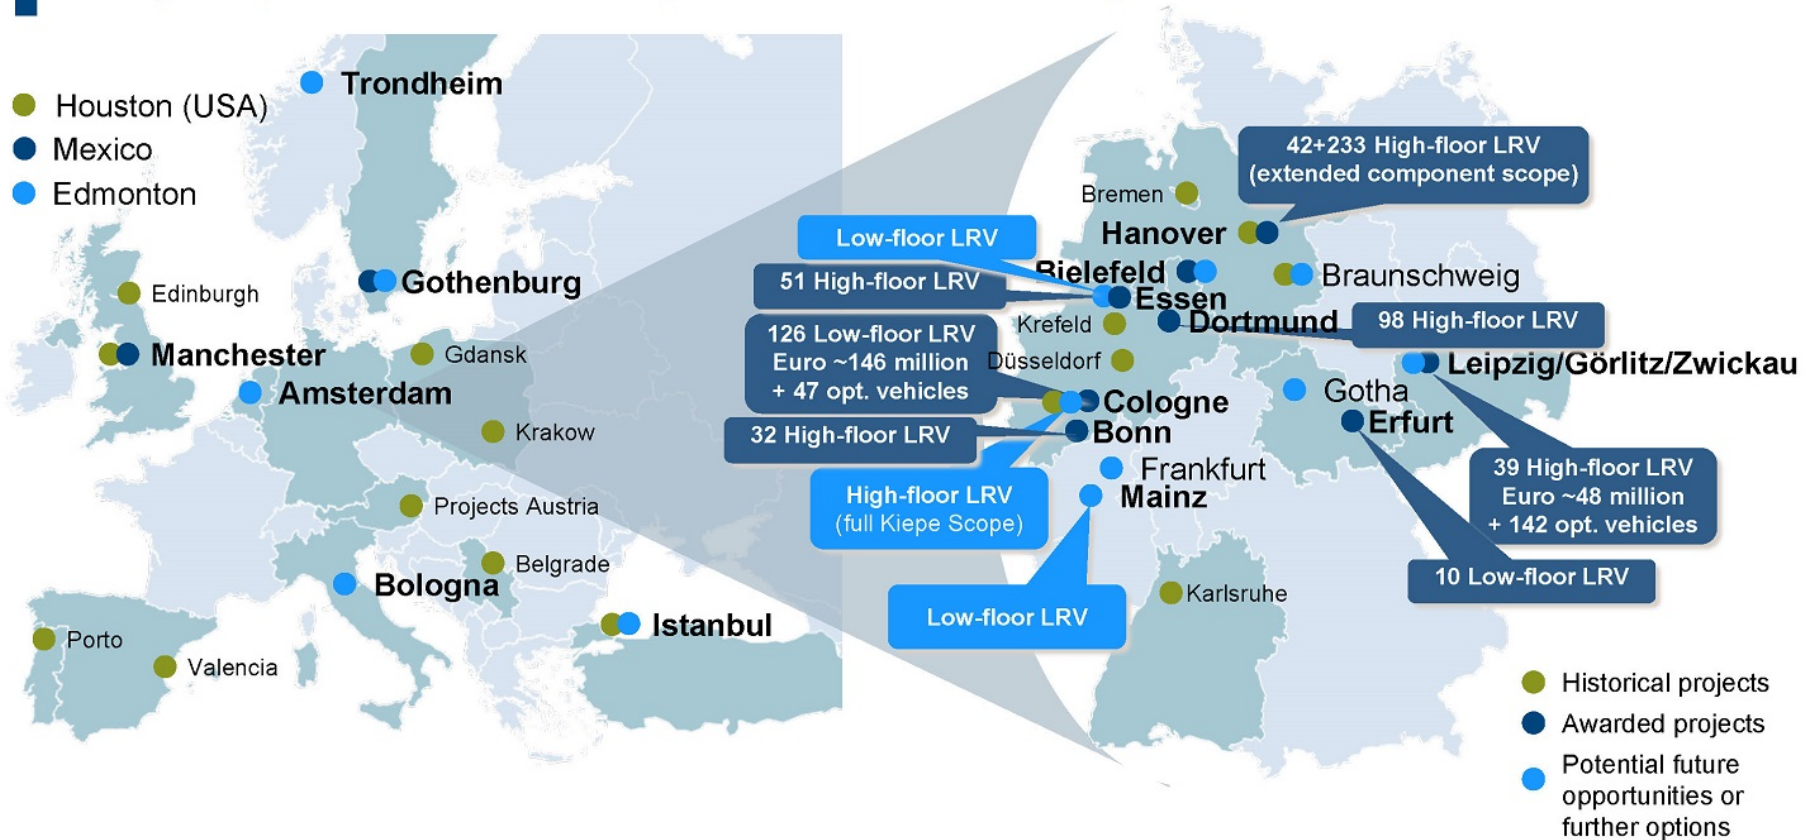 Houston (USA)
Mexico
Edmonton
Trondheim
Gothenburg
Edinburgh
Manchester
Gdansk
Amsterdam
Krakow
Projects Austria
Belgrade
Bologna
Istanbul
Porto
Valencia
42+233 High-floor LRV
(extended component scope)
Bremen
Hanover
Low-floor LRV
Bielefeld
Braunschweig
51 High-floor LRV
Essen
Krefeld
Dortmund
98 High-floor LRV
126 Low-floor LRV
Euro ~146 million
+ 47 opt. vehicles
Düsseldorf
Leipzig/Görlitz/Zwickau
Gotha
Cologne
Erfurt
32 High-floor LRV
Bonn
Frankfurt
Mainz
High-floor LRV
(full Kiepe Scope)
39 High-floor LRV
Euro ~48 million
+ 142 opt. vehicles
10 Low-floor LRV
Karlsruhe
Low-floor LRV
Historical projects
Awarded projects
Potential future
opportunities or
further options